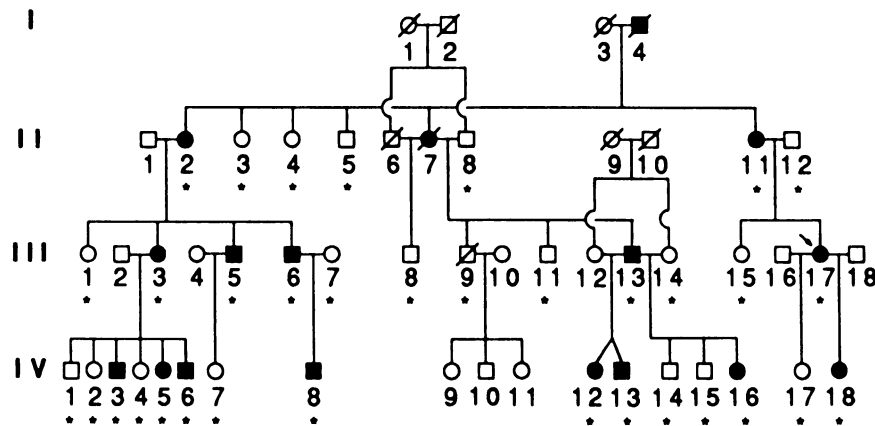 I
1 2 3 4
II
1 2 3 4 5 6 7 8 9 10 11 12
* * * * * * *
III
1 2 3 4 5 6 7 8 9 10 11 12 13 14 15 16 17 18
* * * * * * * * * * * *
IV
1 2 3 4 5 6 7 8 9 10 11 12 13 14 15 16 17 18
* * * * * * * * * * * * * * *